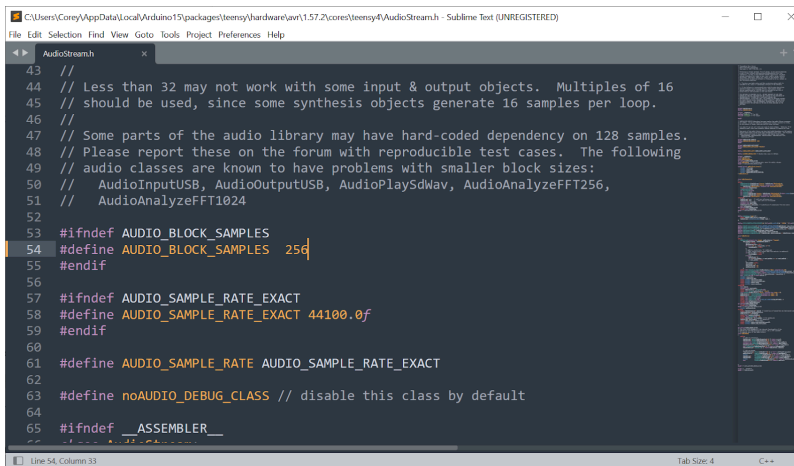 C:\Users\Corey\AppData\Local\Arduino15\packages\teensy\hardware\avr\1.57.2\cores\teensy4\AudioStream.h - Sublime Text (UNREGISTERED)
File Edit Selection Find View Goto Tools Project Preferences Help
AudioStream.h ×
43 //
44 // Less than 32 may not work with some input & output objects.  Multiples of 16
45 // should be used, since some synthesis objects generate 16 samples per loop.
46 //
47 // Some parts of the audio library may have hard-coded dependency on 128 samples.
48 // Please report these on the forum with reproducible test cases.  The following
49 // audio classes are known to have problems with smaller block sizes:
50 //   AudioInputUSB, AudioOutputUSB, AudioPlaySdWav, AudioAnalyzeFFT256,
51 //   AudioAnalyzeFFT1024
52
53 #ifndef AUDIO_BLOCK_SAMPLES
54 #define AUDIO_BLOCK_SAMPLES  256
55 #endif
56
57 #ifndef AUDIO_SAMPLE_RATE_EXACT
58 #define AUDIO_SAMPLE_RATE_EXACT 44100.0f
59 #endif
60
61 #define AUDIO_SAMPLE_RATE AUDIO_SAMPLE_RATE_EXACT
62
63 #define noAUDIO_DEBUG_CLASS // disable this class by default
64
65 #ifndef __ASSEMBLER__
Line 54, Column 33 Tab Size: 4 C++